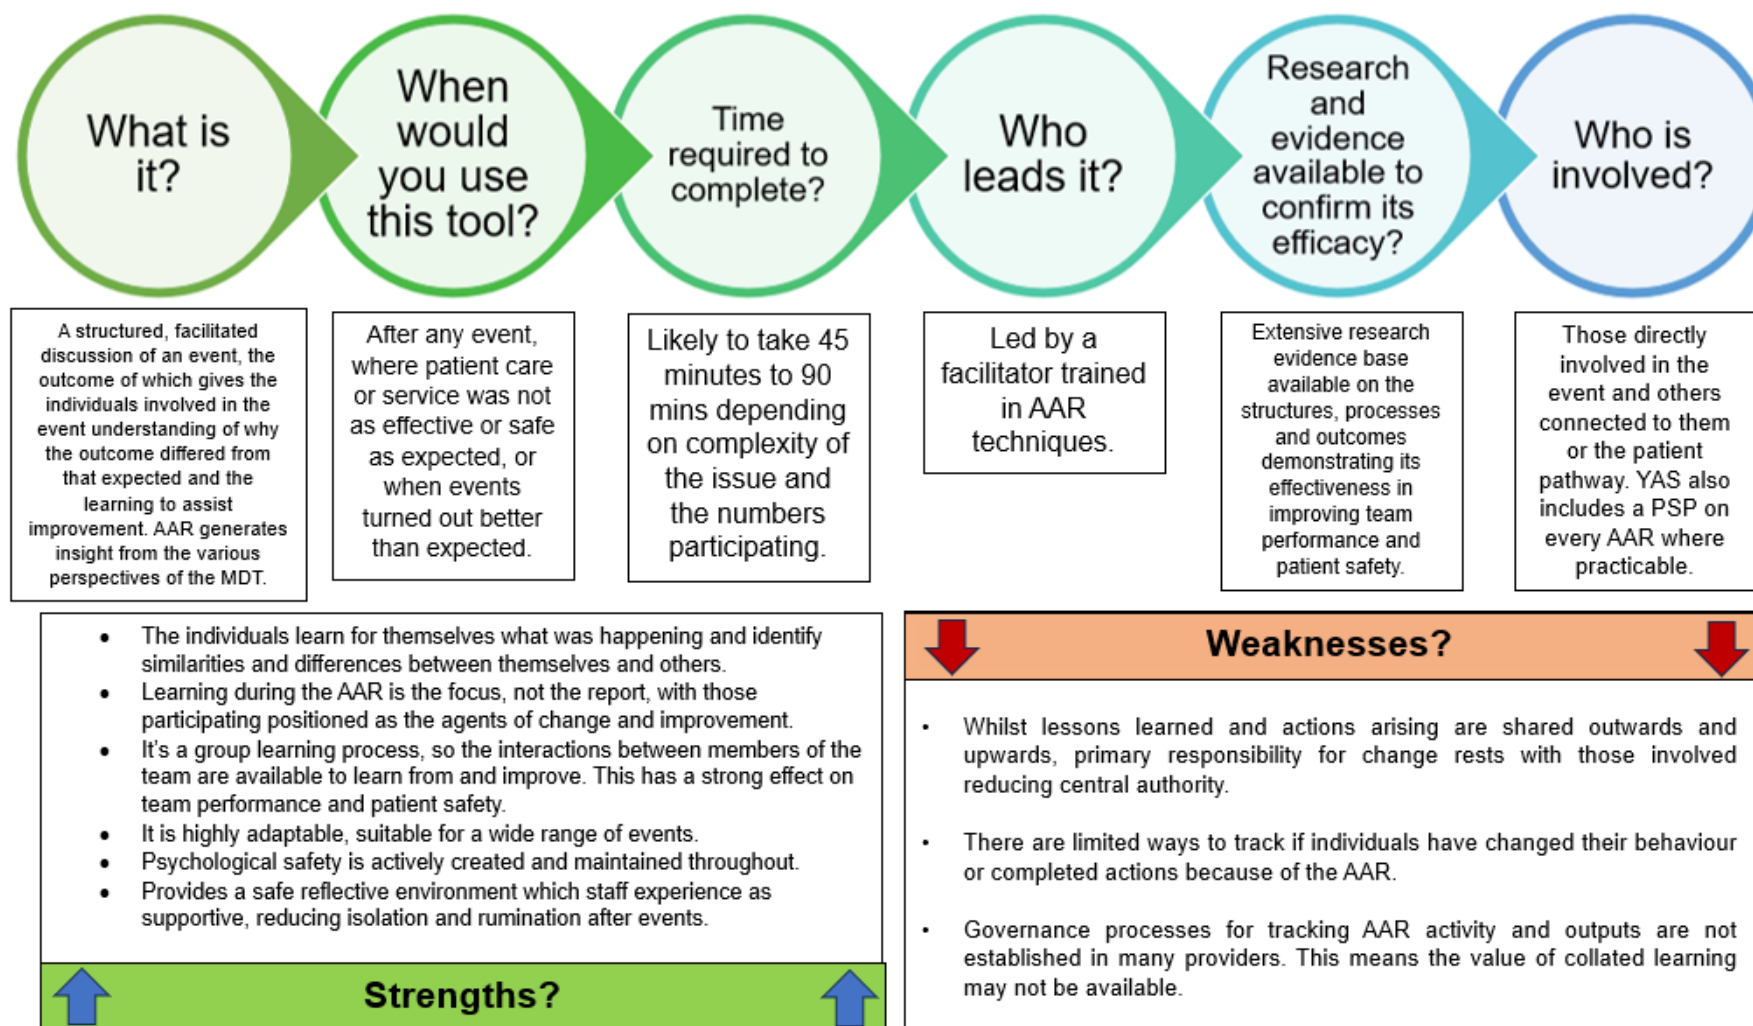 What is
it?
When
would
you use
this tool?
Time
required to
complete?
Who
leads it?
Research
and
evidence
available to
confirm its
efficacy?
Who is
involved?
A structured, facilitated
discussion of an event, the
outcome of which gives the
individuals involved in the
event understanding of why
the outcome differed from
that expected and the
learning to assist
improvement. AAR generates
insight from the various
perspectives of the MDT.
After any event,
where patient care
or service was not
as effective or safe
as expected, or
when events
turned out better
than expected.
Likely to take 45
minutes to 90
mins depending
on complexity of
the issue and
the numbers
participating.
Led by a
facilitator trained
in AAR
techniques.
Extensive research
evidence base
available on the
structures, processes
and outcomes
demonstrating its
effectiveness in
improving team
performance and
patient safety.
Those directly
involved in the
event and others
connected to them
or the patient
pathway. YAS also
includes a PSP on
every AAR where
practicable.
• The individuals learn for themselves what was happening and identify
similarities and differences between themselves and others.
• Learning during the AAR is the focus, not the report, with those
participating positioned as the agents of change and improvement.
• It's a group learning process, so the interactions between members of the
team are available to learn from and improve. This has a strong effect on
team performance and patient safety.
• It is highly adaptable, suitable for a wide range of events.
• Psychological safety is actively created and maintained throughout.
• Provides a safe reflective environment which staff experience as
supportive, reducing isolation and rumination after events.
Strengths?
Weaknesses?
• Whilst lessons learned and actions arising are shared outwards and
upwards, primary responsibility for change rests with those involved
reducing central authority.
• There are limited ways to track if individuals have changed their behaviour
or completed actions because of the AAR.
• Governance processes for tracking AAR activity and outputs are not
established in many providers. This means the value of collated learning
may not be available.